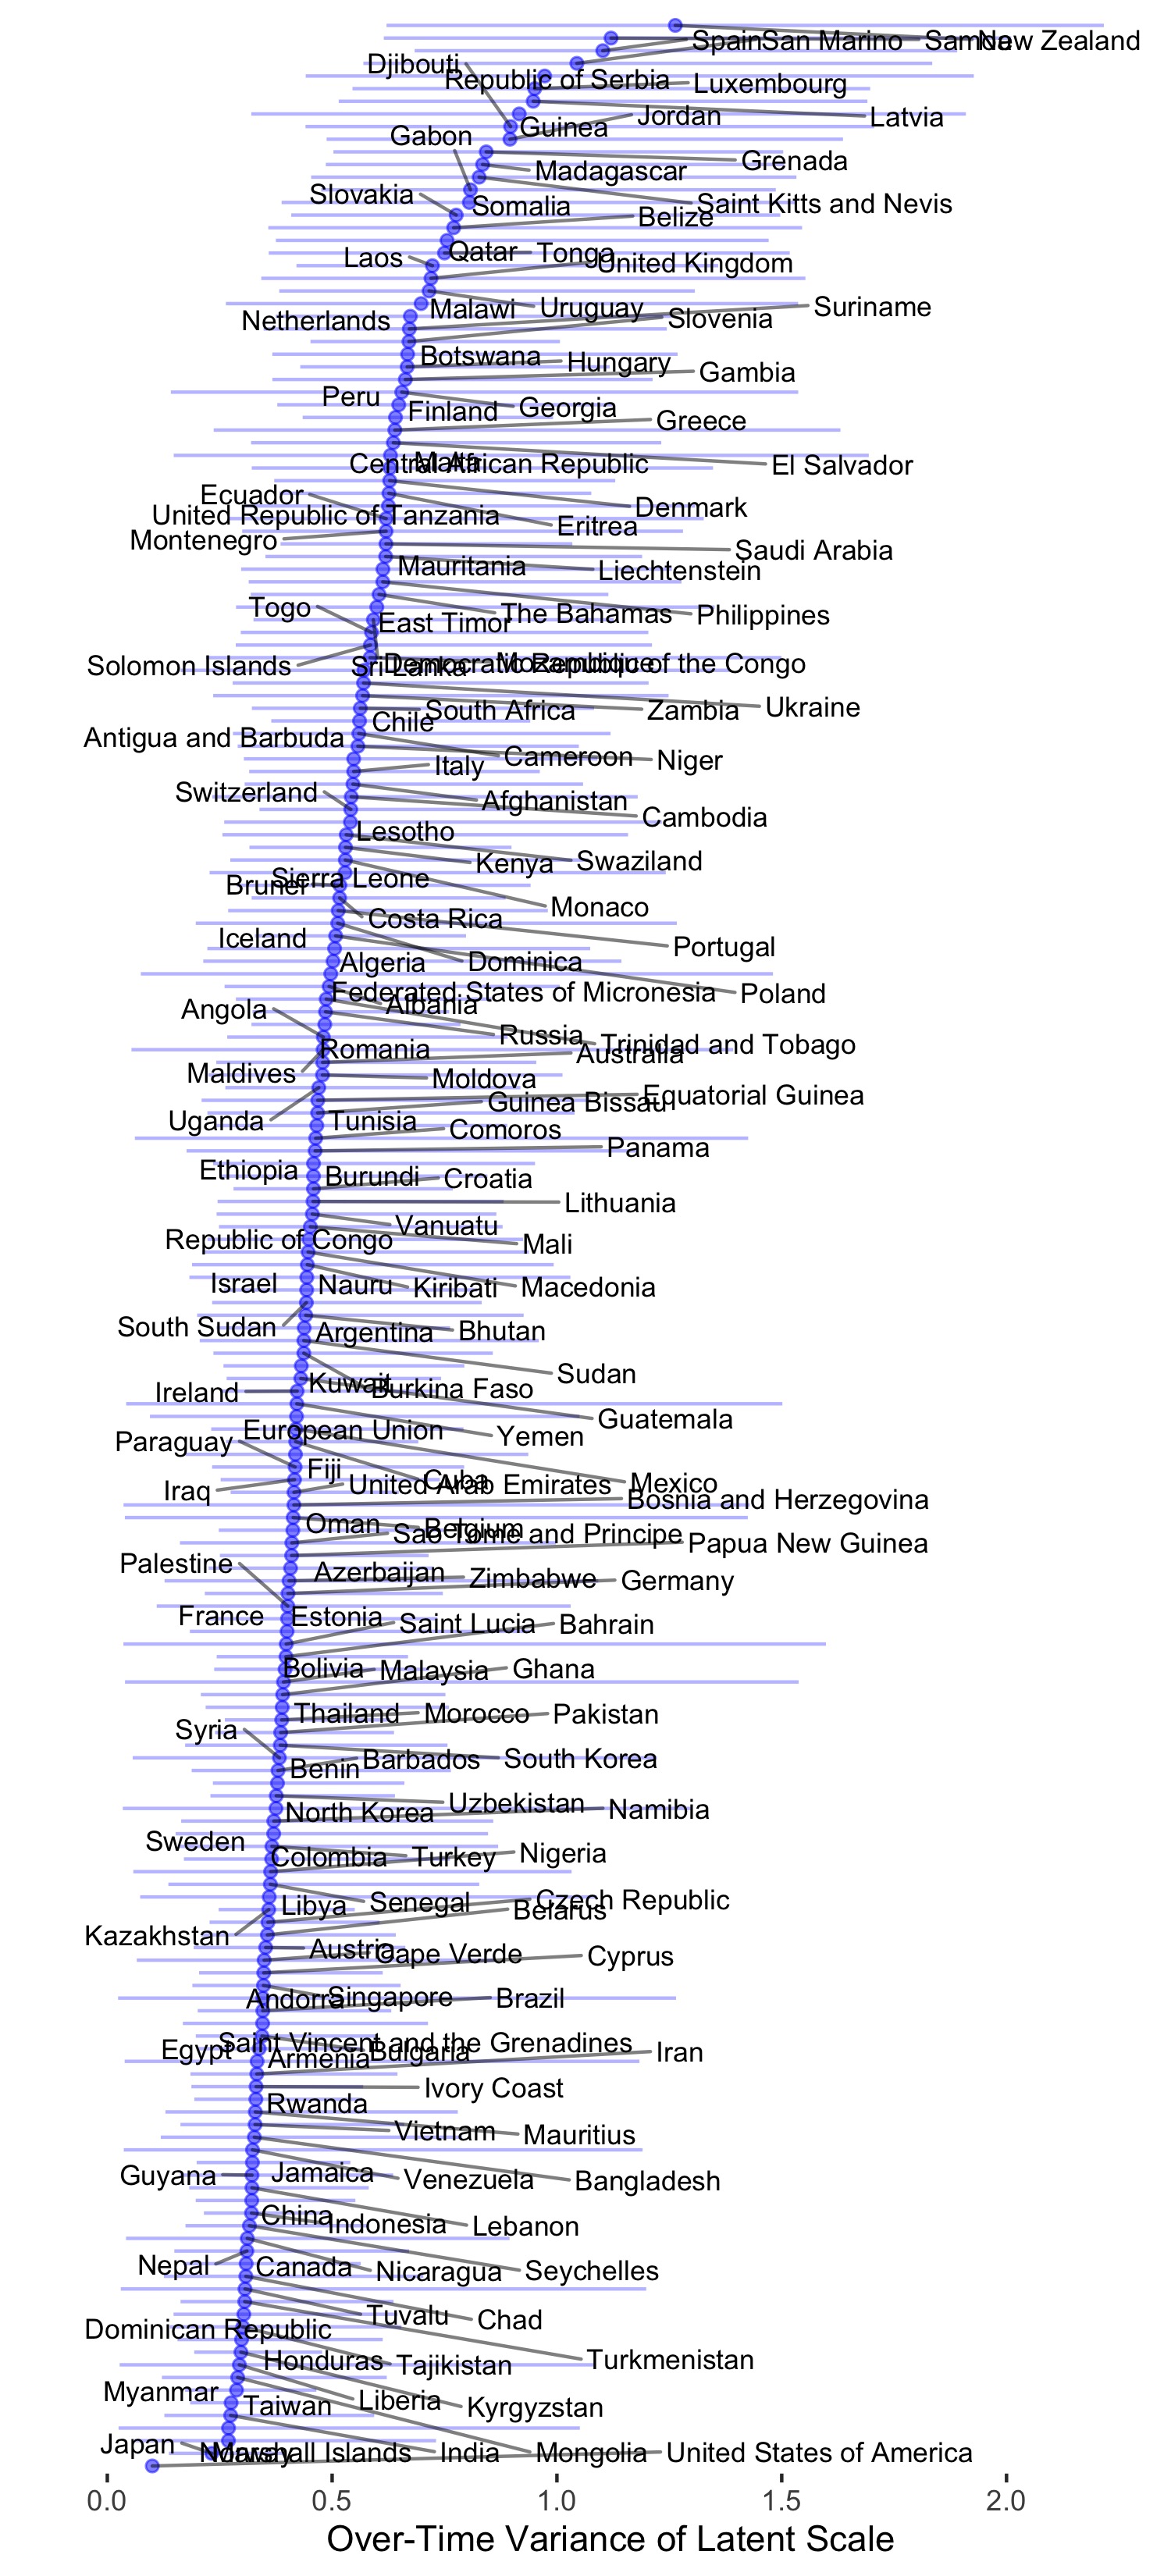 Spain San Marino Samoa New Zealand
Djibouti
Republic of Serbia Luxembourg
Jordan Latvia
Guinea
Gabon
Grenada
Madagascar
Slovakia Somalia Saint Kitts and Nevis
Belize
Qatar Tonga
Laos United Kingdom
Malawi Uruguay Suriname
Netherlands Slovenia
Botswana Hungary
Gambia
Peru
Finland Georgia
Greece
Central African Republic Malta El Salvador
Ecuador
Denmark
United Republic of Tanzania
Eritrea
Montenegro
Saudi Arabia
Mauritania Liechtenstein
Togo The Bahamas Philippines
East Timor
Solomon Islands Sri Lanka Democratic Republic of the Congo Mozambique
Ukraine
South Africa Zambia
Chile
Antigua and Barbuda
Cameroon Niger
Italy
Switzerland
Afghanistan
Cambodia
Lesotho
Kenya Swaziland
Brunei Sierra Leone
Monaco
Costa Rica
Iceland
Portugal
Algeria Dominica
Federated States of Micronesia Poland
Albania
Angola
Russia Trinidad and Tobago
Romania Australia
Maldives Moldova
Equatorial Guinea
Guinea Bissau
Uganda Tunisia
Comoros
Panama
Ethiopia Burundi Croatia
Lithuania
Vanuatu
Republic of Congo Mali
Israel Nauru Kiribati Macedonia
South Sudan Argentina Bhutan
Sudan
Ireland Kuwait Burkina Faso
Guatemala
European Union Yemen
Paraguay
Fiji
Iraq United Arab Emirates Cuba Mexico
Bosnia and Herzegovina
Oman Belgium
Sao Tome and Principe Papua New Guinea
Palestine
Azerbaijan Zimbabwe Germany
France Estonia Saint Lucia Bahrain
Bolivia Malaysia Ghana
Thailand Morocco Pakistan
Syria
Benin Barbados South Korea
North Korea Uzbekistan Namibia
Sweden
Colombia Turkey Nigeria
Libya Senegal Czech Republic
Belarus
Kazakhstan
Austria Cape Verde Cyprus
Andorra Singapore Brazil
Saint Vincent and the Grenadines
Egypt Armenia Bulgaria Iran
Ivory Coast
Rwanda
Vietnam Mauritius
Guyana Jamaica Venezuela Bangladesh
China Indonesia Lebanon
Nepal Canada Nicaragua Seychelles
Tuvalu Chad
Dominican Republic
Honduras Tajikistan Turkmenistan
Myanmar
Taiwan Liberia Kyrgyzstan
Japan Norway Marshall Islands India Mongolia United States of America
0.0 0.5 1.0 1.5 2.0
Over-Time Variance of Latent Scale